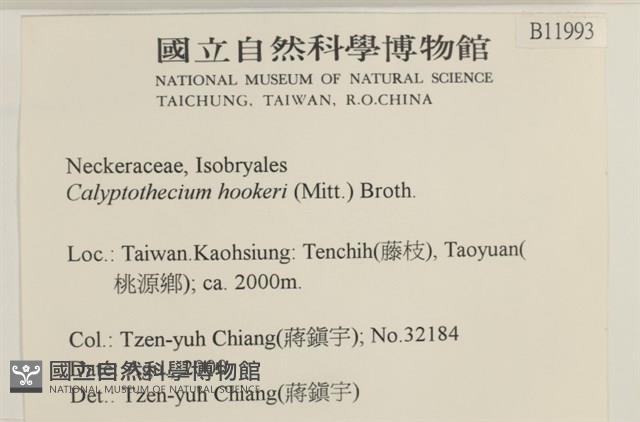 B11993
國立自然科學博物館
NATIONAL MUSEUM OF NATURAL SCIENCE
TAICHUNG, TAIWAN, R.O.CHINA
Neckeraceae, Isobryales
Calyptothecium hookeri (Mitt.) Broth.
Loc.: Taiwan.Kaohsiung: Tenchih(藤枝), Taoyuan(
桃源鄉); ca. 2000m.
Col.: Tzen-yuh Chiang(蔣鎮宇); No.32184
2000
國立自然科學博物館
NATIONAL MUSEUM OF NATURAL SCIENCE
Det.: Tzen-yuh Chiang(蔣鎮宇)